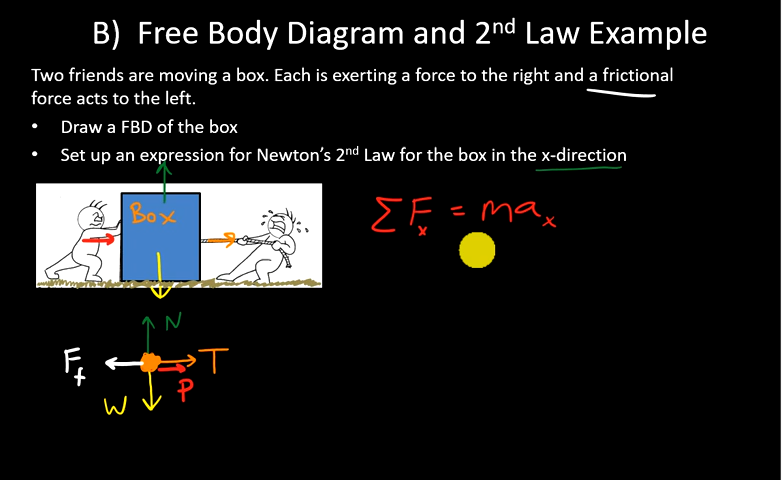 B) Free Body Diagram and 2nd Law Example
Two friends are moving a box. Each is exerting a force to the right and a frictional
force acts to the left.
• Draw a FBD of the box
• Set up an expression for Newton's 2nd Law for the box in the x-direction
Box
ΣFx = max
N
Ff
T
P
W